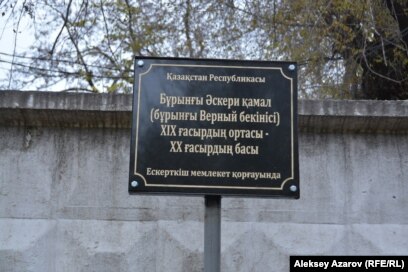 Қазақстан Республикасы
Бұрынғы Әскери қамал
(бұрынғы Верный бекінісі)
XIX ғасырдың ортасы -
XX ғасырдың басы
Ескерткіш мемлекет қорғауында
Aleksey Azarov (RFE/RL)